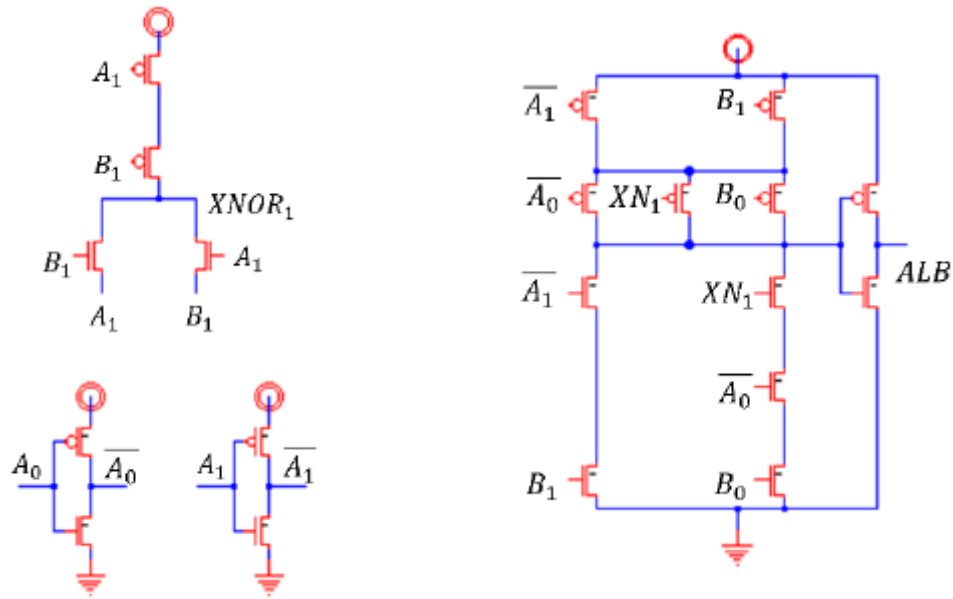 A₁
B₁
XNOR₁
B₁
A₁
A₁
B₁
A₀
A̅₀̅
A₁
A̅₁̅
A̅₁̅
B₁
A̅₀̅
XN₁
B₀
A̅₁̅
XN₁
ALB
A̅₀̅
B₁
B₀